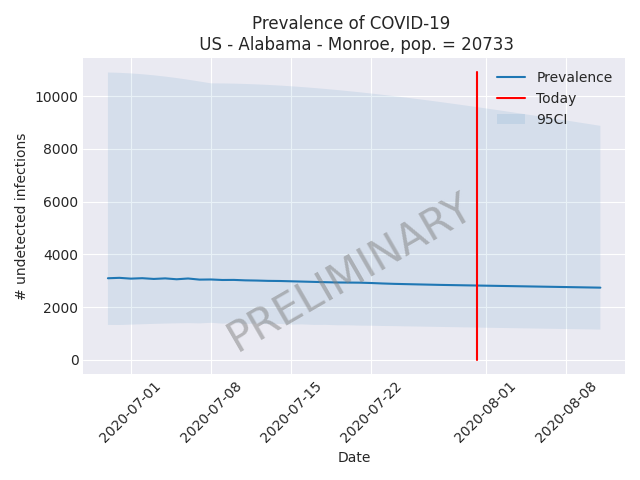 Prevalence of COVID-19
US - Alabama - Monroe, pop. = 20733
Prevalence
Today
95CI
10000
8000
6000
4000
2000
0
# undetected infections
PRELIMINARY
2020-07-01
2020-07-08
2020-07-15
2020-07-22
2020-08-01
2020-08-08
Date